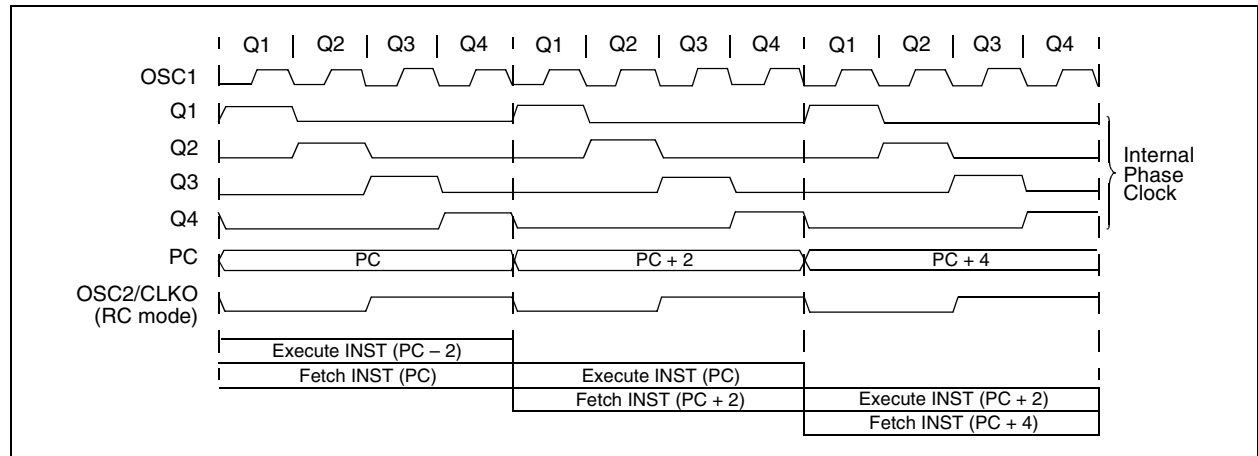 Q1 Q2 Q3 Q4 Q1 Q2 Q3 Q4 Q1 Q2 Q3 Q4
OSC1
Q1
Q2
Q3
Q4
Internal
Phase
Clock
PC PC PC + 2 PC + 4
OSC2/CLKO
(RC mode)
Execute INST (PC – 2)
Fetch INST (PC) Execute INST (PC)
Fetch INST (PC + 2) Execute INST (PC + 2)
Fetch INST (PC + 4)